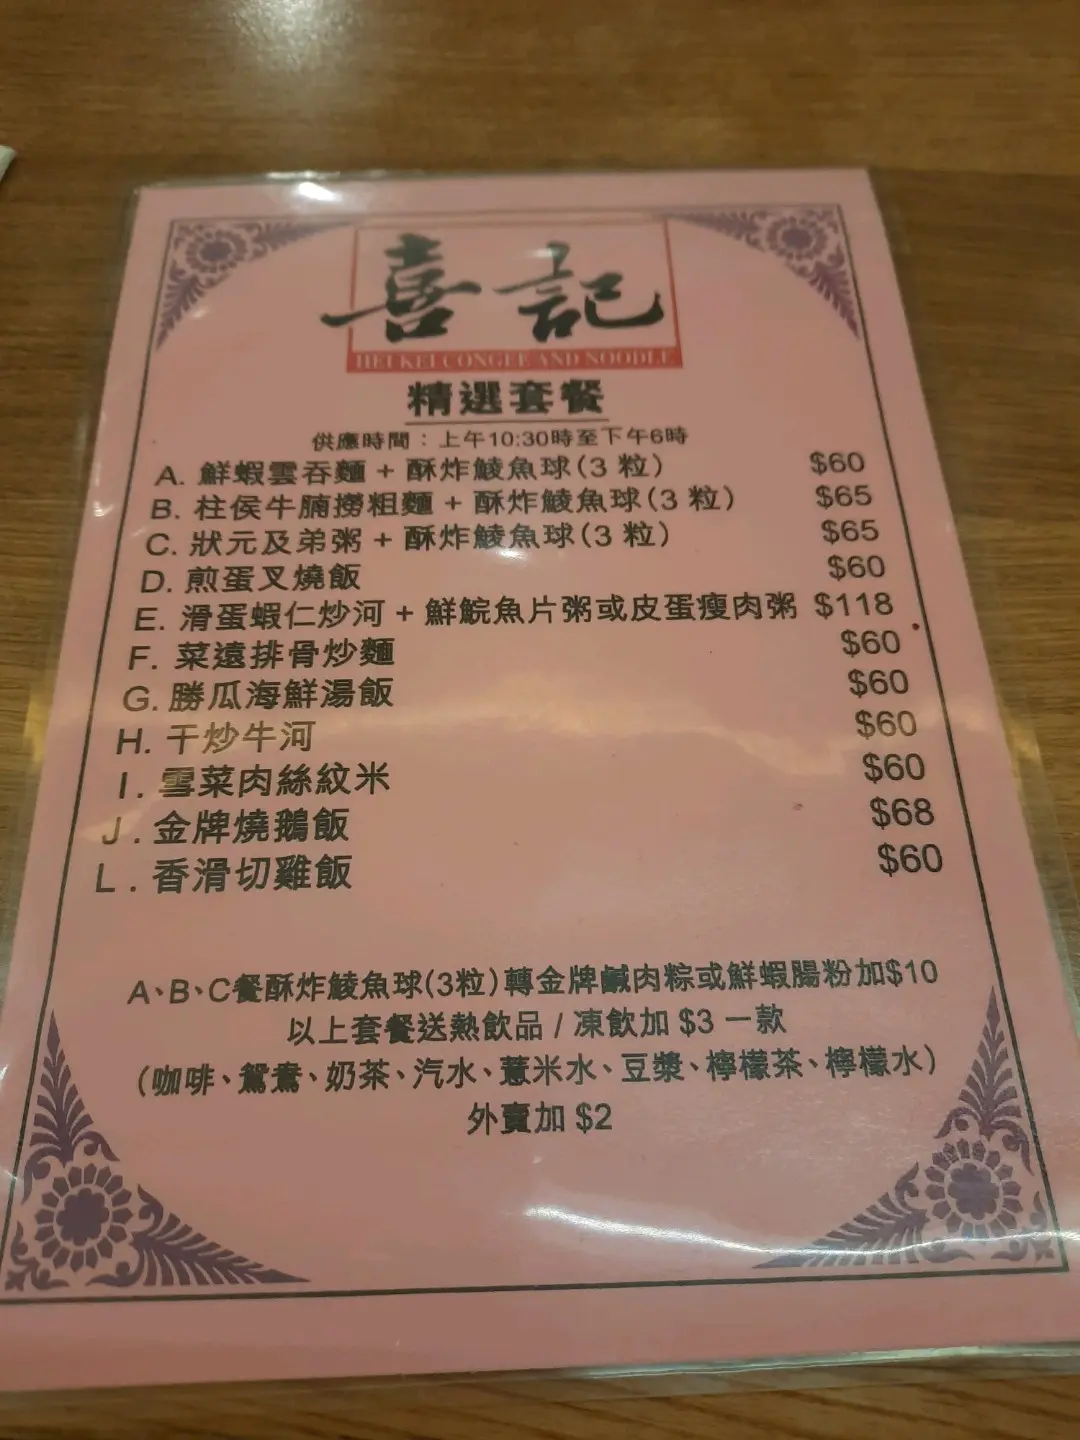 喜記
HEI KEI CONGEE AND NOODLE
精選套餐
供應時間：上午10:30時至下午6時
A. 鮮蝦雲吞麵 + 酥炸鯪魚球(3 粒) $60
B. 柱侯牛腩撈粗麵 + 酥炸鯪魚球(3 粒) $65
C. 狀元及弟粥 + 酥炸鯪魚球(3 粒) $65
D. 煎蛋叉燒飯 $60
E. 滑蛋蝦仁炒河 + 鮮鯇魚片粥或皮蛋瘦肉粥 $118
F. 菜遠排骨炒麵 $60
G. 勝瓜海鮮湯飯 $60
H. 干炒牛河 $60
I. 雪菜肉絲紋米 $60
J. 金牌燒鵝飯 $68
L. 香滑切雞飯 $60
A、B、C餐酥炸鯪魚球(3粒)轉金牌鹹肉粽或鮮蝦腸粉加$10
以上套餐送熱飲品 / 凍飲加 $3 一款
(咖啡、鴛鴦、奶茶、汽水、薏米水、豆漿、檸檬茶、檸檬水)
外賣加 $2